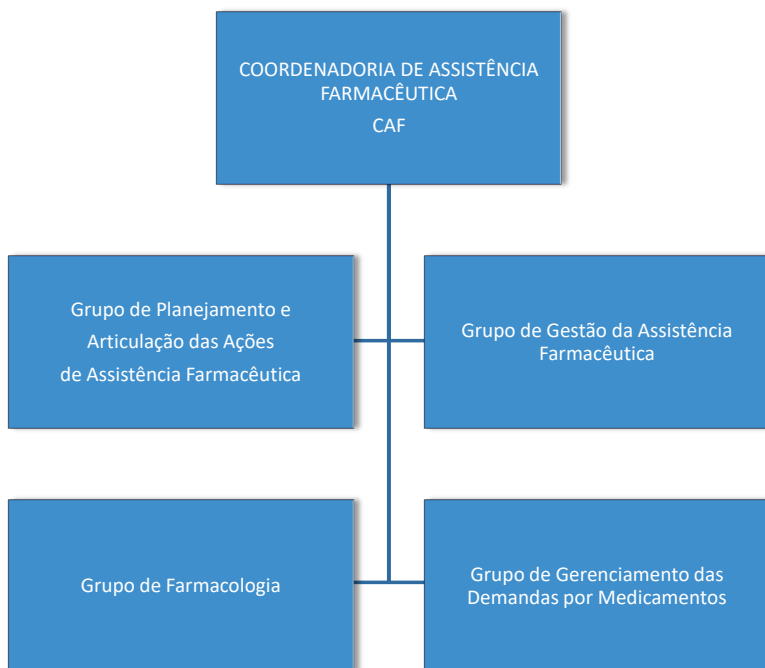 COORDENADORIA DE ASSISTÊNCIA
FARMACÊUTICA
CAF
Grupo de Planejamento e
Articulação das Ações
de Assistência Farmacêutica
Grupo de Gestão da Assistência
Farmacêutica
Grupo de Farmacologia
Grupo de Gerenciamento das
Demandas por Medicamentos